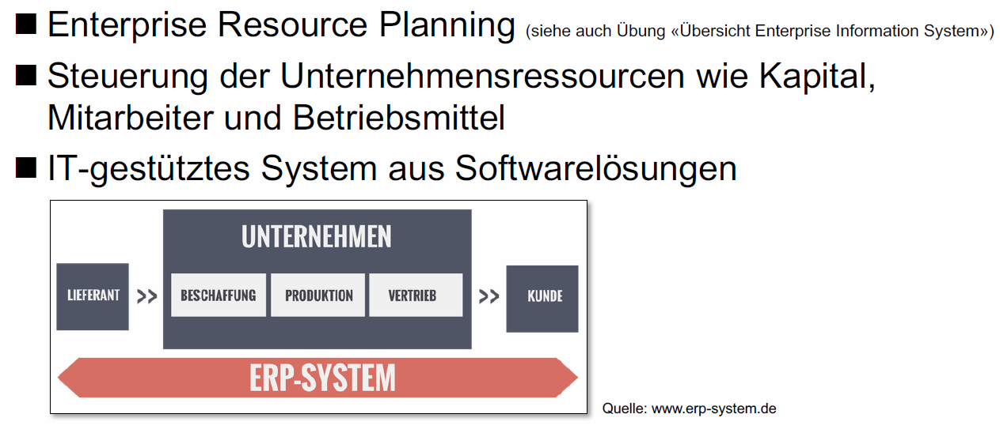 ■ Enterprise Resource Planning (siehe auch Übung «Übersicht Enterprise Information System»)
■ Steuerung der Unternehmensressourcen wie Kapital,
Mitarbeiter und Betriebsmittel
■ IT-gestütztes System aus Softwarelösungen
UNTERNEHMEN
LIEFERANT >> BESCHAFFUNG PRODUKTION VERTRIEB >> KUNDE
ERP-SYSTEM
Quelle: www.erp-system.de